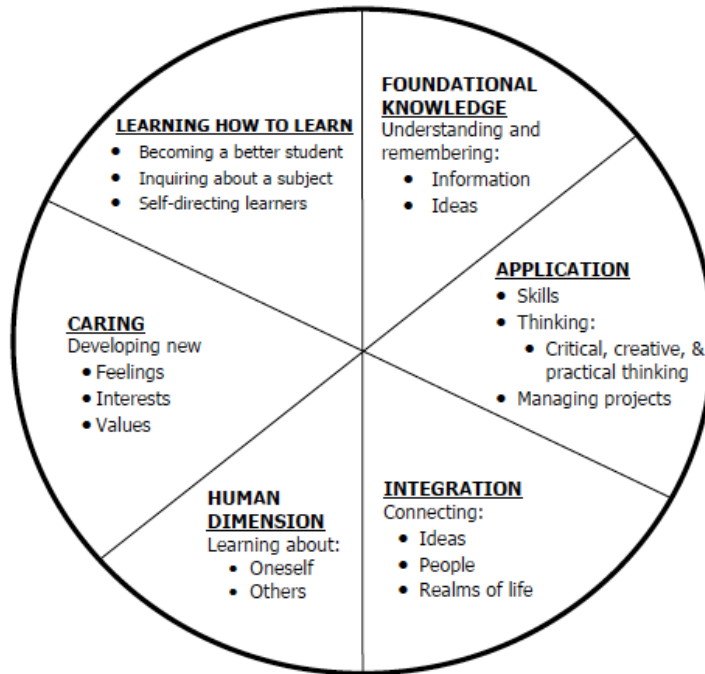 FOUNDATIONAL
KNOWLEDGE
Understanding and
remembering:
• Information
• Ideas
APPLICATION
• Skills
• Thinking:
• Critical, creative, &
practical thinking
• Managing projects
INTEGRATION
Connecting:
• Ideas
• People
• Realms of life
HUMAN
DIMENSION
Learning about:
• Oneself
• Others
CARING
Developing new
• Feelings
• Interests
• Values
LEARNING HOW TO LEARN
• Becoming a better student
• Inquiring about a subject
• Self-directing learners